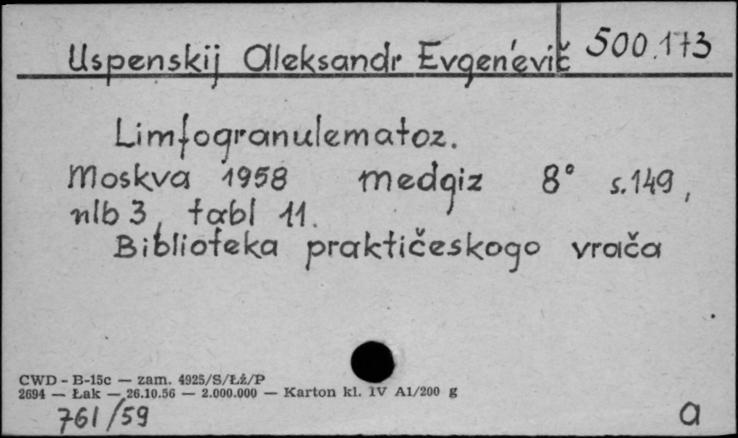 Uspenskij Aleksandr Evgen'evič 500.173
Limfogranulematoz.
Moskva 1958 Medgiz 8° s.149,
nlb 3, tabl 11.
Biblioteka praktičeskogo vrača
CWD - B-15c — zam. 4925/S/Łż/P
2694 — Łak — 26.10.56 — 2.000.000 — Karton kl. IV A1/200 g
761/59 a